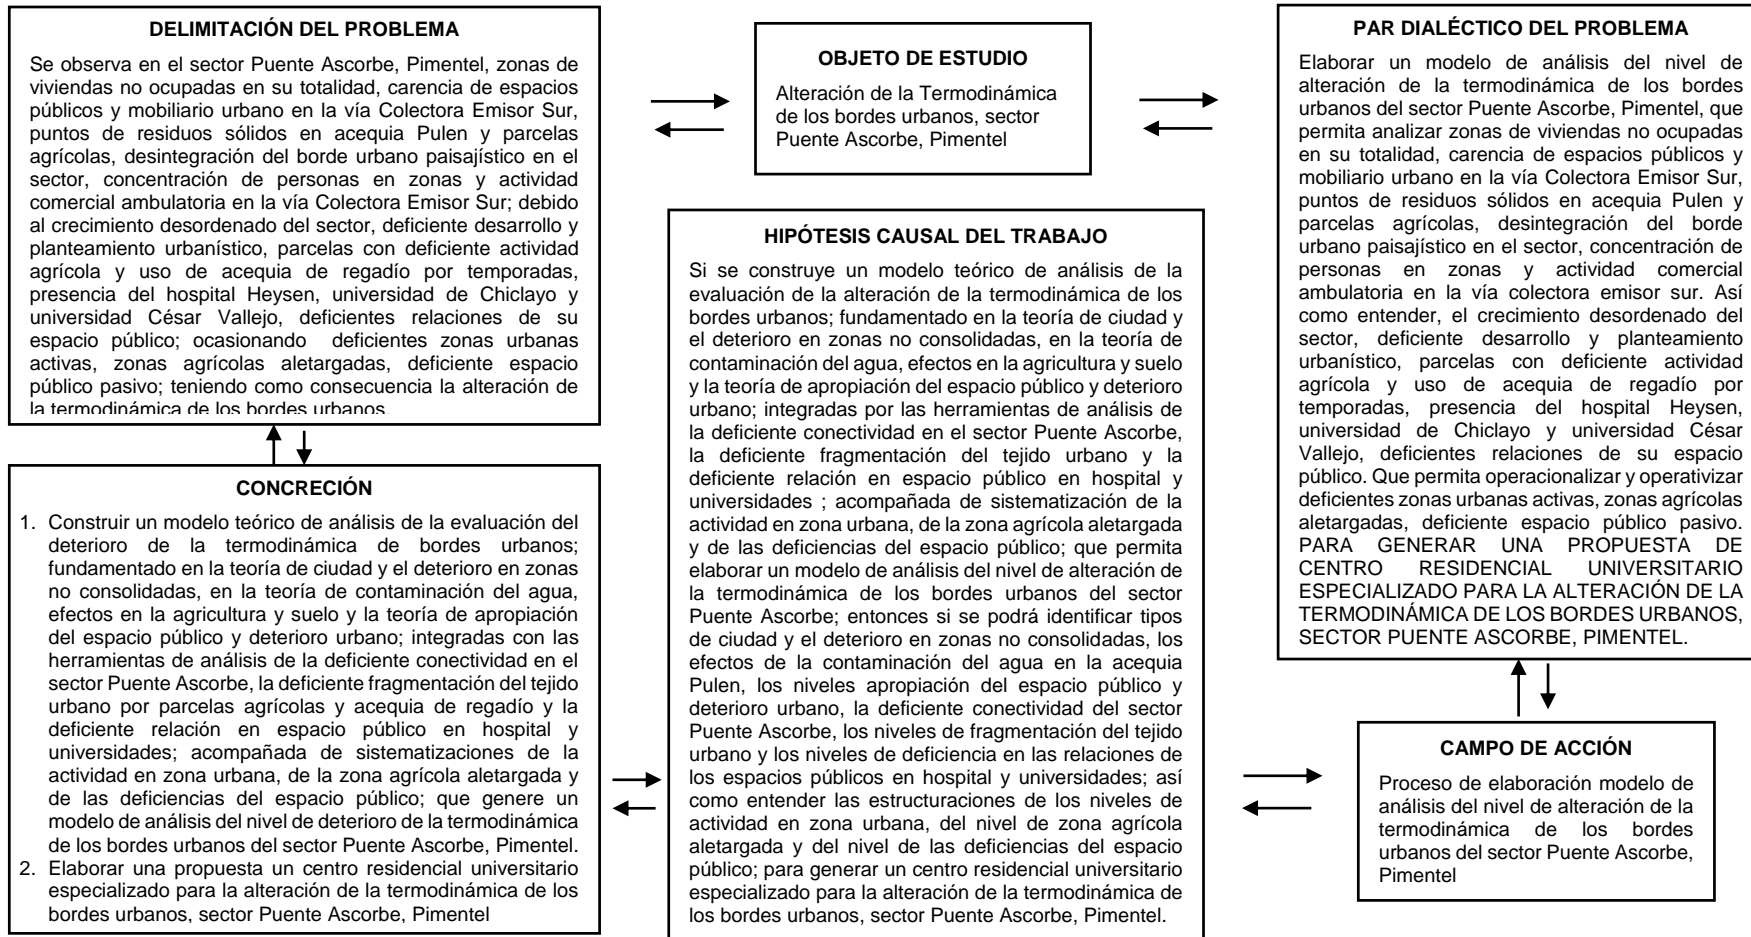 DELIMITACIÓN DEL PROBLEMA
Se observa en el sector Puente Ascorbe, Pimentel, zonas de
viviendas no ocupadas en su totalidad, carencia de espacios
públicos y mobiliario urbano en la vía Colectora Emisor Sur,
puntos de residuos sólidos en acequia Pulen y parcelas
agrícolas, desintegración del borde urbano paisajístico en el
sector, concentración de personas en zonas y actividad
comercial ambulatoria en la vía Colectora Emisor Sur; debido
al crecimiento desordenado del sector, deficiente desarrollo y
planteamiento urbanístico, parcelas con deficiente actividad
agrícola y uso de acequia de regadío por temporadas,
presencia del hospital Heysen, universidad de Chiclayo y
universidad César Vallejo, deficientes relaciones de su
espacio público; ocasionando deficientes zonas urbanas
activas, zonas agrícolas aletargadas, deficiente espacio
público pasivo; teniendo como consecuencia la alteración de
la termodinámica de los bordes urbanos.
OBJETO DE ESTUDIO
Alteración de la Termodinámica
de los bordes urbanos, sector
Puente Ascorbe, Pimentel
PAR DIALÉCTICO DEL PROBLEMA
Elaborar un modelo de análisis del nivel de
alteración de la termodinámica de los bordes
urbanos del sector Puente Ascorbe, Pimentel, que
permita analizar zonas de viviendas no ocupadas
en su totalidad, carencia de espacios públicos y
mobiliario urbano en la vía Colectora Emisor Sur,
puntos de residuos sólidos en acequia Pulen y
parcelas agrícolas, desintegración del borde
urbano paisajístico en el sector, concentración de
personas en zonas y actividad comercial
ambulatoria en la vía colectora emisor sur. Así
como entender, el crecimiento desordenado del
sector, deficiente desarrollo y planteamiento
urbanístico, parcelas con deficiente actividad
agrícola y uso de acequia de regadío por
temporadas, presencia del hospital Heysen,
universidad de Chiclayo y universidad César
Vallejo, deficientes relaciones de su espacio
público. Que permita operacionalizar y operativizar
deficientes zonas urbanas activas, zonas agrícolas
aletargadas, deficiente espacio público pasivo.
PARA GENERAR UNA PROPUESTA DE
CENTRO RESIDENCIAL UNIVERSITARIO
ESPECIALIZADO PARA LA ALTERACIÓN DE LA
TERMODINÁMICA DE LOS BORDES URBANOS,
SECTOR PUENTE ASCORBE, PIMENTEL.
HIPÓTESIS CAUSAL DEL TRABAJO
Si se construye un modelo teórico de análisis de la
evaluación de la alteración de la termodinámica de los
bordes urbanos; fundamentado en la teoría de ciudad y
el deterioro en zonas no consolidadas, en la teoría de
contaminación del agua, efectos en la agricultura y suelo
y la teoría de apropiación del espacio público y deterioro
urbano; integradas por las herramientas de análisis de
la deficiente conectividad en el sector Puente Ascorbe,
la deficiente fragmentación del tejido urbano y la
deficiente relación en espacio público en hospital y
universidades ; acompañada de sistematización de la
actividad en zona urbana, de la zona agrícola aletargada
y de las deficiencias del espacio público; que permita
elaborar un modelo de análisis del nivel de alteración de
la termodinámica de los bordes urbanos del sector
Puente Ascorbe; entonces si se podrá identificar tipos
de ciudad y el deterioro en zonas no consolidadas, los
efectos de la contaminación del agua en la acequia
Pulen, los niveles apropiación del espacio público y
deterioro urbano, la deficiente conectividad del sector
Puente Ascorbe, los niveles de fragmentación del tejido
urbano y los niveles de deficiencia en las relaciones de
los espacios públicos en hospital y universidades; así
como entender las estructuraciones de los niveles de
actividad en zona urbana, del nivel de zona agrícola
aletargada y del nivel de las deficiencias del espacio
público; para generar un centro residencial universitario
especializado para la alteración de la termodinámica de
los bordes urbanos, sector Puente Ascorbe, Pimentel.
CONCRECIÓN
1. Construir un modelo teórico de análisis de la evaluación del
deterioro de la termodinámica de bordes urbanos;
fundamentado en la teoría de ciudad y el deterioro en zonas
no consolidadas, en la teoría de contaminación del agua,
efectos en la agricultura y suelo y la teoría de apropiación
del espacio público y deterioro urbano; integradas con las
herramientas de análisis de la deficiente conectividad en el
sector Puente Ascorbe, la deficiente fragmentación del tejido
urbano por parcelas agrícolas y acequia de regadío y la
deficiente relación en espacio público en hospital y
universidades; acompañada de sistematizaciones de la
actividad en zona urbana, de la zona agrícola aletargada y
de las deficiencias del espacio público; que genere un
modelo de análisis del nivel de deterioro de la termodinámica
de los bordes urbanos del sector Puente Ascorbe, Pimentel.
2. Elaborar una propuesta un centro residencial universitario
especializado para la alteración de la termodinámica de los
bordes urbanos, sector Puente Ascorbe, Pimentel
CAMPO DE ACCIÓN
Proceso de elaboración modelo de
análisis del nivel de alteración de la
termodinámica de los bordes
urbanos del sector Puente Ascorbe,
Pimentel